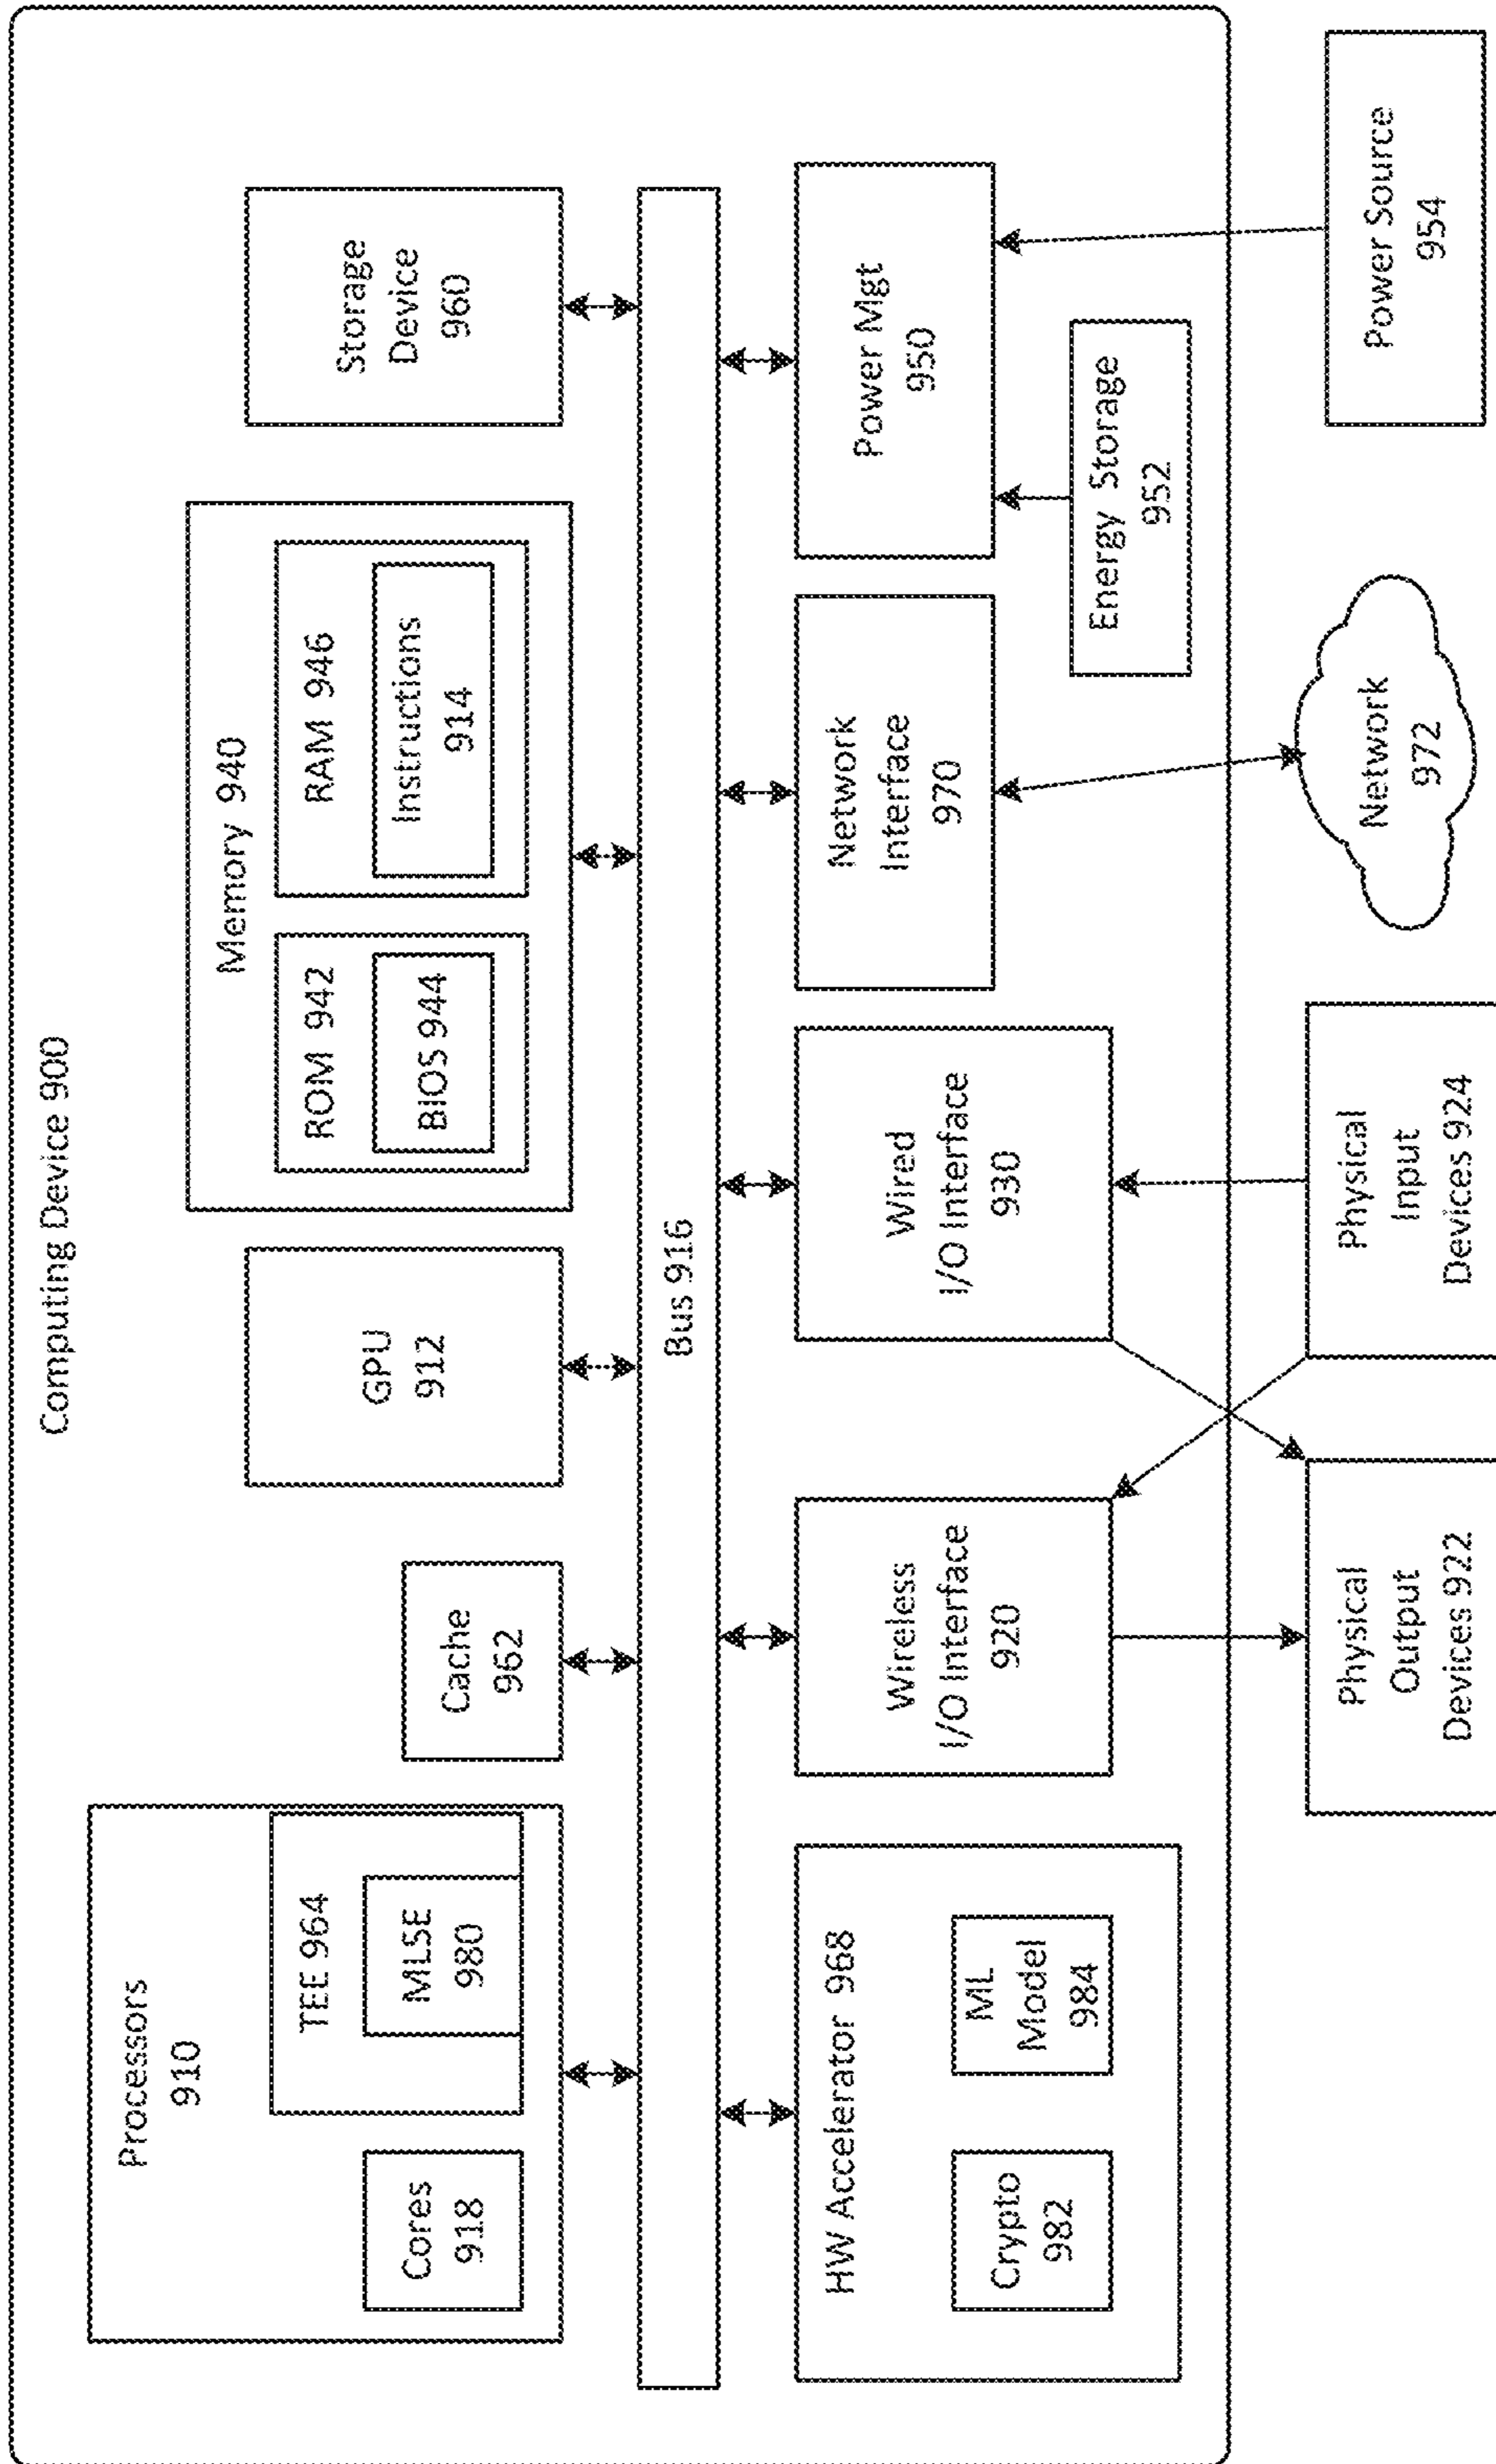 Computing Device 900
Processors
910
Cores
918
TEE 964
MLSE
980
Cache
962
GPU
912
Memory 940
ROM 942
BIOS 944
RAM 946
Instructions
914
Storage
Device
960
Bus 916
HW Accelerator 968
Crypto
982
ML
Model
984
Wireless
I/O Interface
920
Wired
I/O Interface
930
Network
Interface
970
Power Mgt
950
Energy Storage
952
Physical
Output
Devices 922
Physical
Input
Devices 924
Network
972
Power Source
954